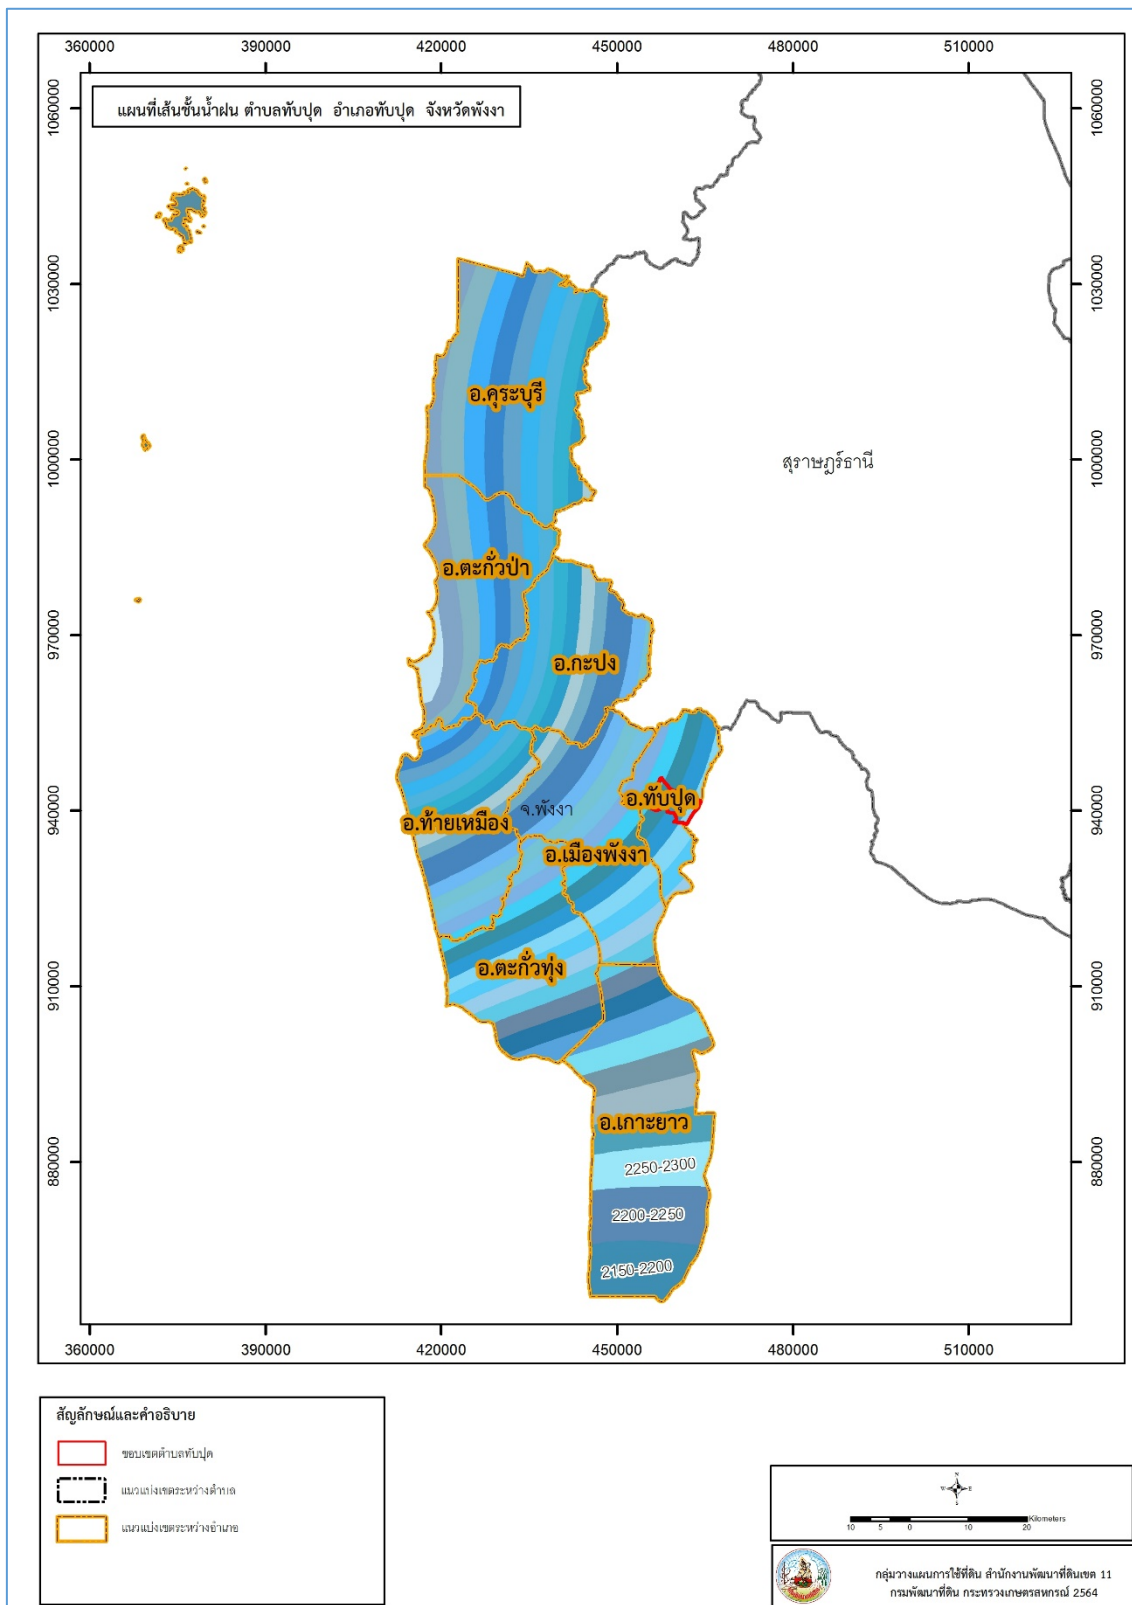 360000 390000 420000 450000 480000 510000
แผนที่เส้นชั้นน้ำฝน ตำบลทับปุด อำเภอทับปุด จังหวัดพังงา
1060000 1060000
1030000 1030000
อ.คุระบุรี
สุราษฎร์ธานี
1000000 1000000
อ.ตะกั่วป่า
970000 970000
อ.กะปง
อ.ทับปุด
จ.พังงา
940000 940000
อ.ท้ายเหมือง
อ.เมืองพังงา
อ.ตะกั่วทุ่ง
910000 910000
อ.เกาะยาว
880000 880000
2250-2300
2200-2250
2150-2200
360000 390000 420000 450000 480000 510000
สัญลักษณ์และคำอธิบาย
ขอบเขตตำบลทับปุด
แนวแบ่งเขตระหว่างตำบล
แนวแบ่งเขตระหว่างอำเภอ
N
W E
S
10 5 0 10 20 Kilometers
กลุ่มวางแผนการใช้ที่ดิน สำนักงานพัฒนาที่ดินเขต 11
กรมพัฒนาที่ดิน กระทรวงเกษตรสหกรณ์ 2564